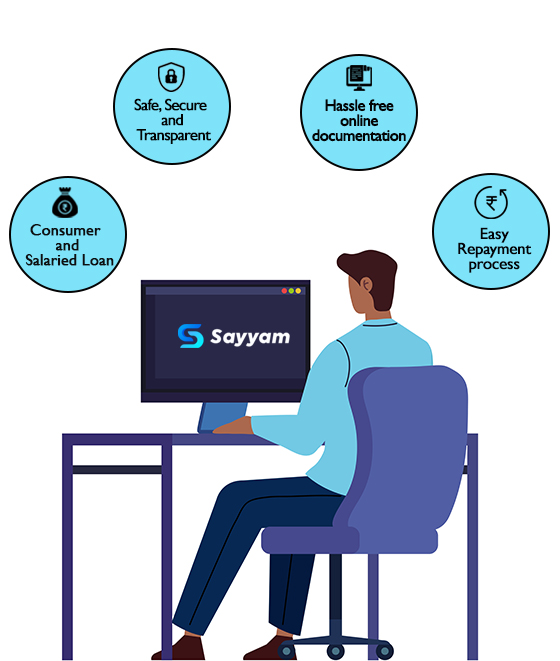 Safe, Secure
and
Transparent
Hassle free
online
documentation
Consumer
and
Salaried Loan
Easy
Repayment
process
Sayyam